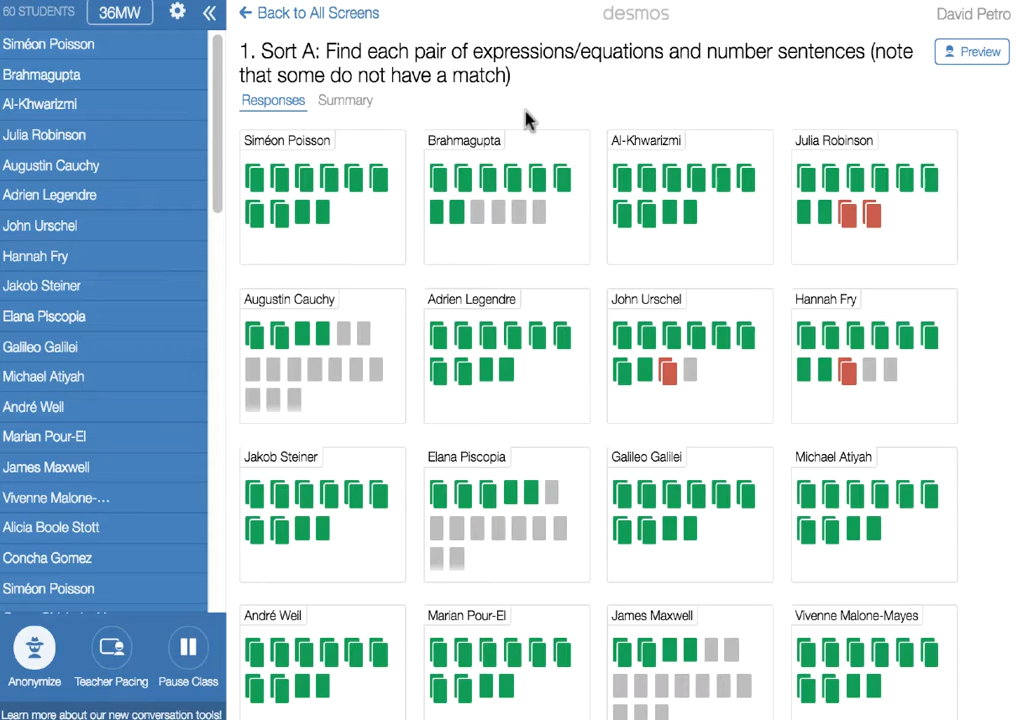 60 STUDENTS
36MW
Siméon Poisson
Brahmagupta
Al-Khwarizmi
Julia Robinson
Augustin Cauchy
Adrien Legendre
John Urschel
Hannah Fry
Jakob Steiner
Elana Piscopia
Galileo Galilei
Michael Atiyah
André Weil
Marian Pour-El
James Maxwell
Vivenne Malone-...
Alicia Boole Stott
Concha Gomez
Siméon Poisson
Anonymize
Teacher Pacing
Pause Class
Learn more about our new conversation tools!
Back to All Screens
desmos
David Petro
1. Sort A: Find each pair of expressions/equations and number sentences (note
that some do not have a match)
Preview
Responses
Summary
Siméon Poisson
Brahmagupta
Al-Khwarizmi
Julia Robinson
Augustin Cauchy
Adrien Legendre
John Urschel
Hannah Fry
Jakob Steiner
Elana Piscopia
Galileo Galilei
Michael Atiyah
André Weil
Marian Pour-El
James Maxwell
Vivenne Malone-Mayes